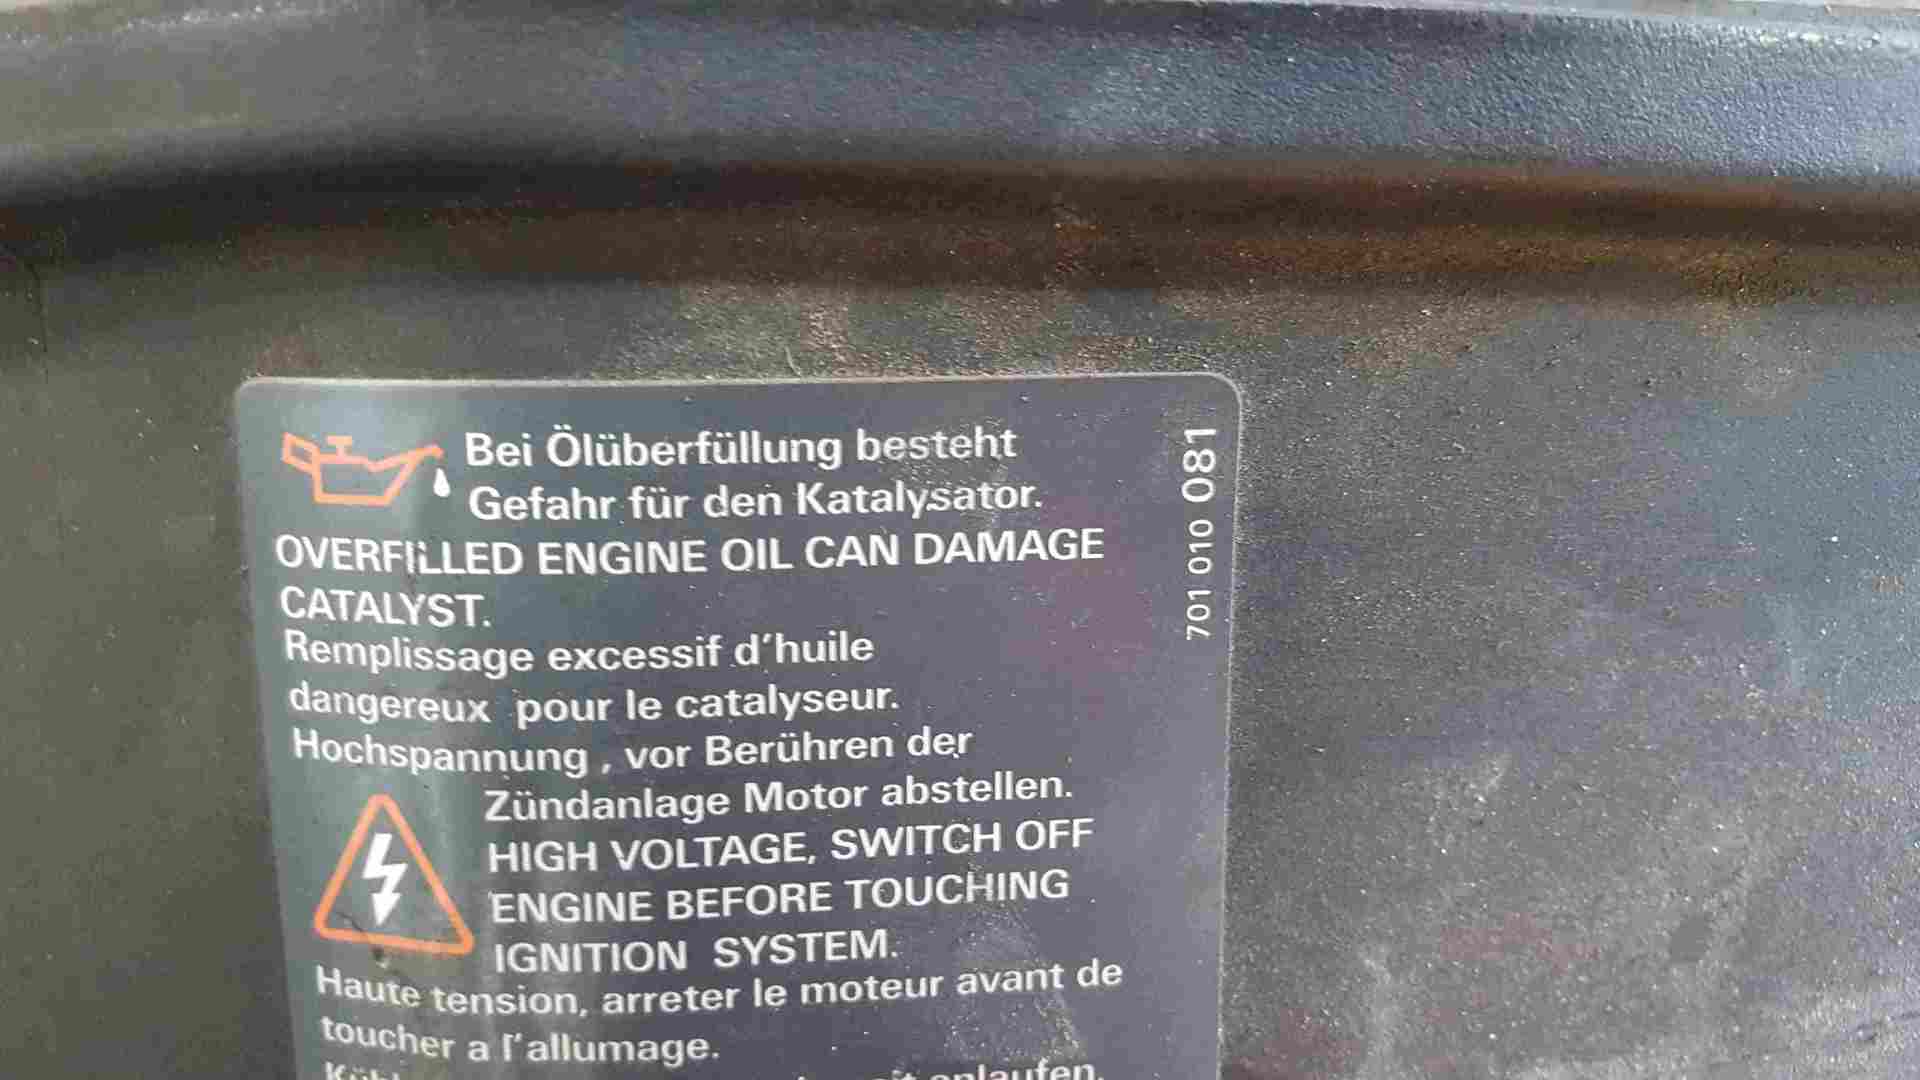 Bei Ölüberfüllung besteht
Gefahr für den Katalysator.
OVERFILLED ENGINE OIL CAN DAMAGE
CATALYST.
Remplissage excessif d'huile
dangereux pour le catalyseur.
Hochspannung, vor Berühren der
Zündanlage Motor abstellen.
HIGH VOLTAGE, SWITCH OFF
ENGINE BEFORE TOUCHING
IGNITION SYSTEM.
Haute tension, arreter le moteur avant de
toucher a l'allumage.
anlaufen.
701 010 081